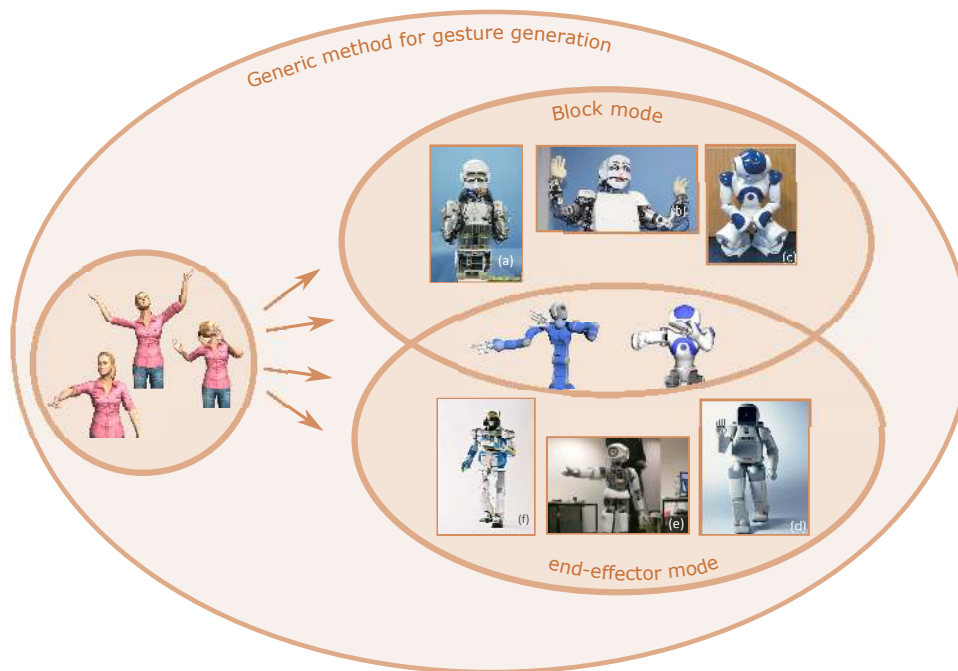 Generic method for gesture generation
Block mode
(a)
(b)
(c)
(f)
(e)
(d)
end-effector mode